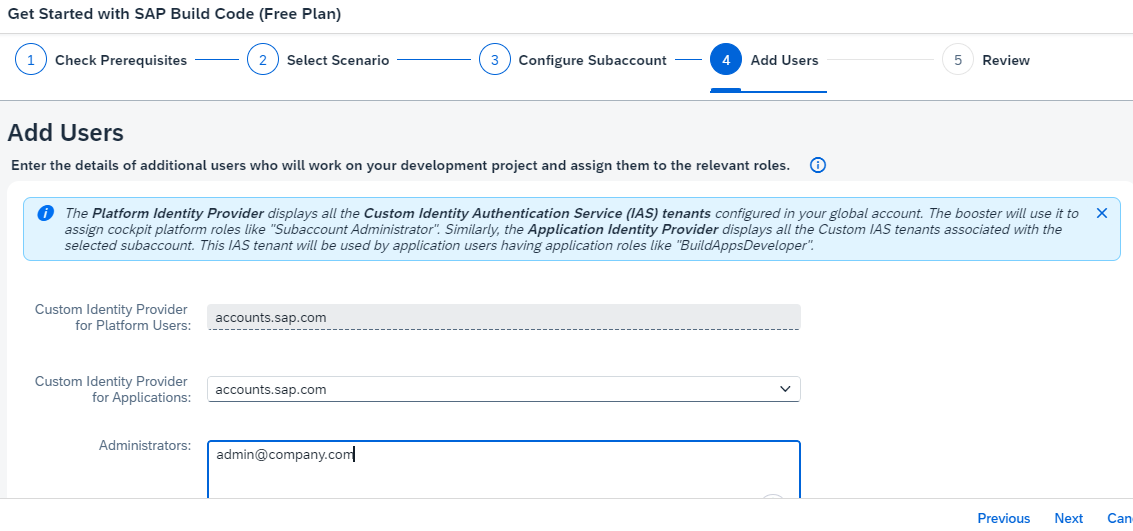 Get Started with SAP Build Code (Free Plan)
1 Check Prerequisites 2 Select Scenario 3 Configure Subaccount 4 Add Users 5 Review
Add Users
Enter the details of additional users who will work on your development project and assign them to the relevant roles.
The Platform Identity Provider displays all the Custom Identity Authentication Service (IAS) tenants configured in your global account. The booster will use it to
assign cockpit platform roles like "Subaccount Administrator". Similarly, the Application Identity Provider displays all the Custom IAS tenants associated with the
selected subaccount. This IAS tenant will be used by application users having application roles like "BuildAppsDeveloper".
Custom Identity Provider
for Platform Users:
accounts.sap.com
Custom Identity Provider
for Applications:
accounts.sap.com
Administrators:
admin@company.com
Previous Next Can